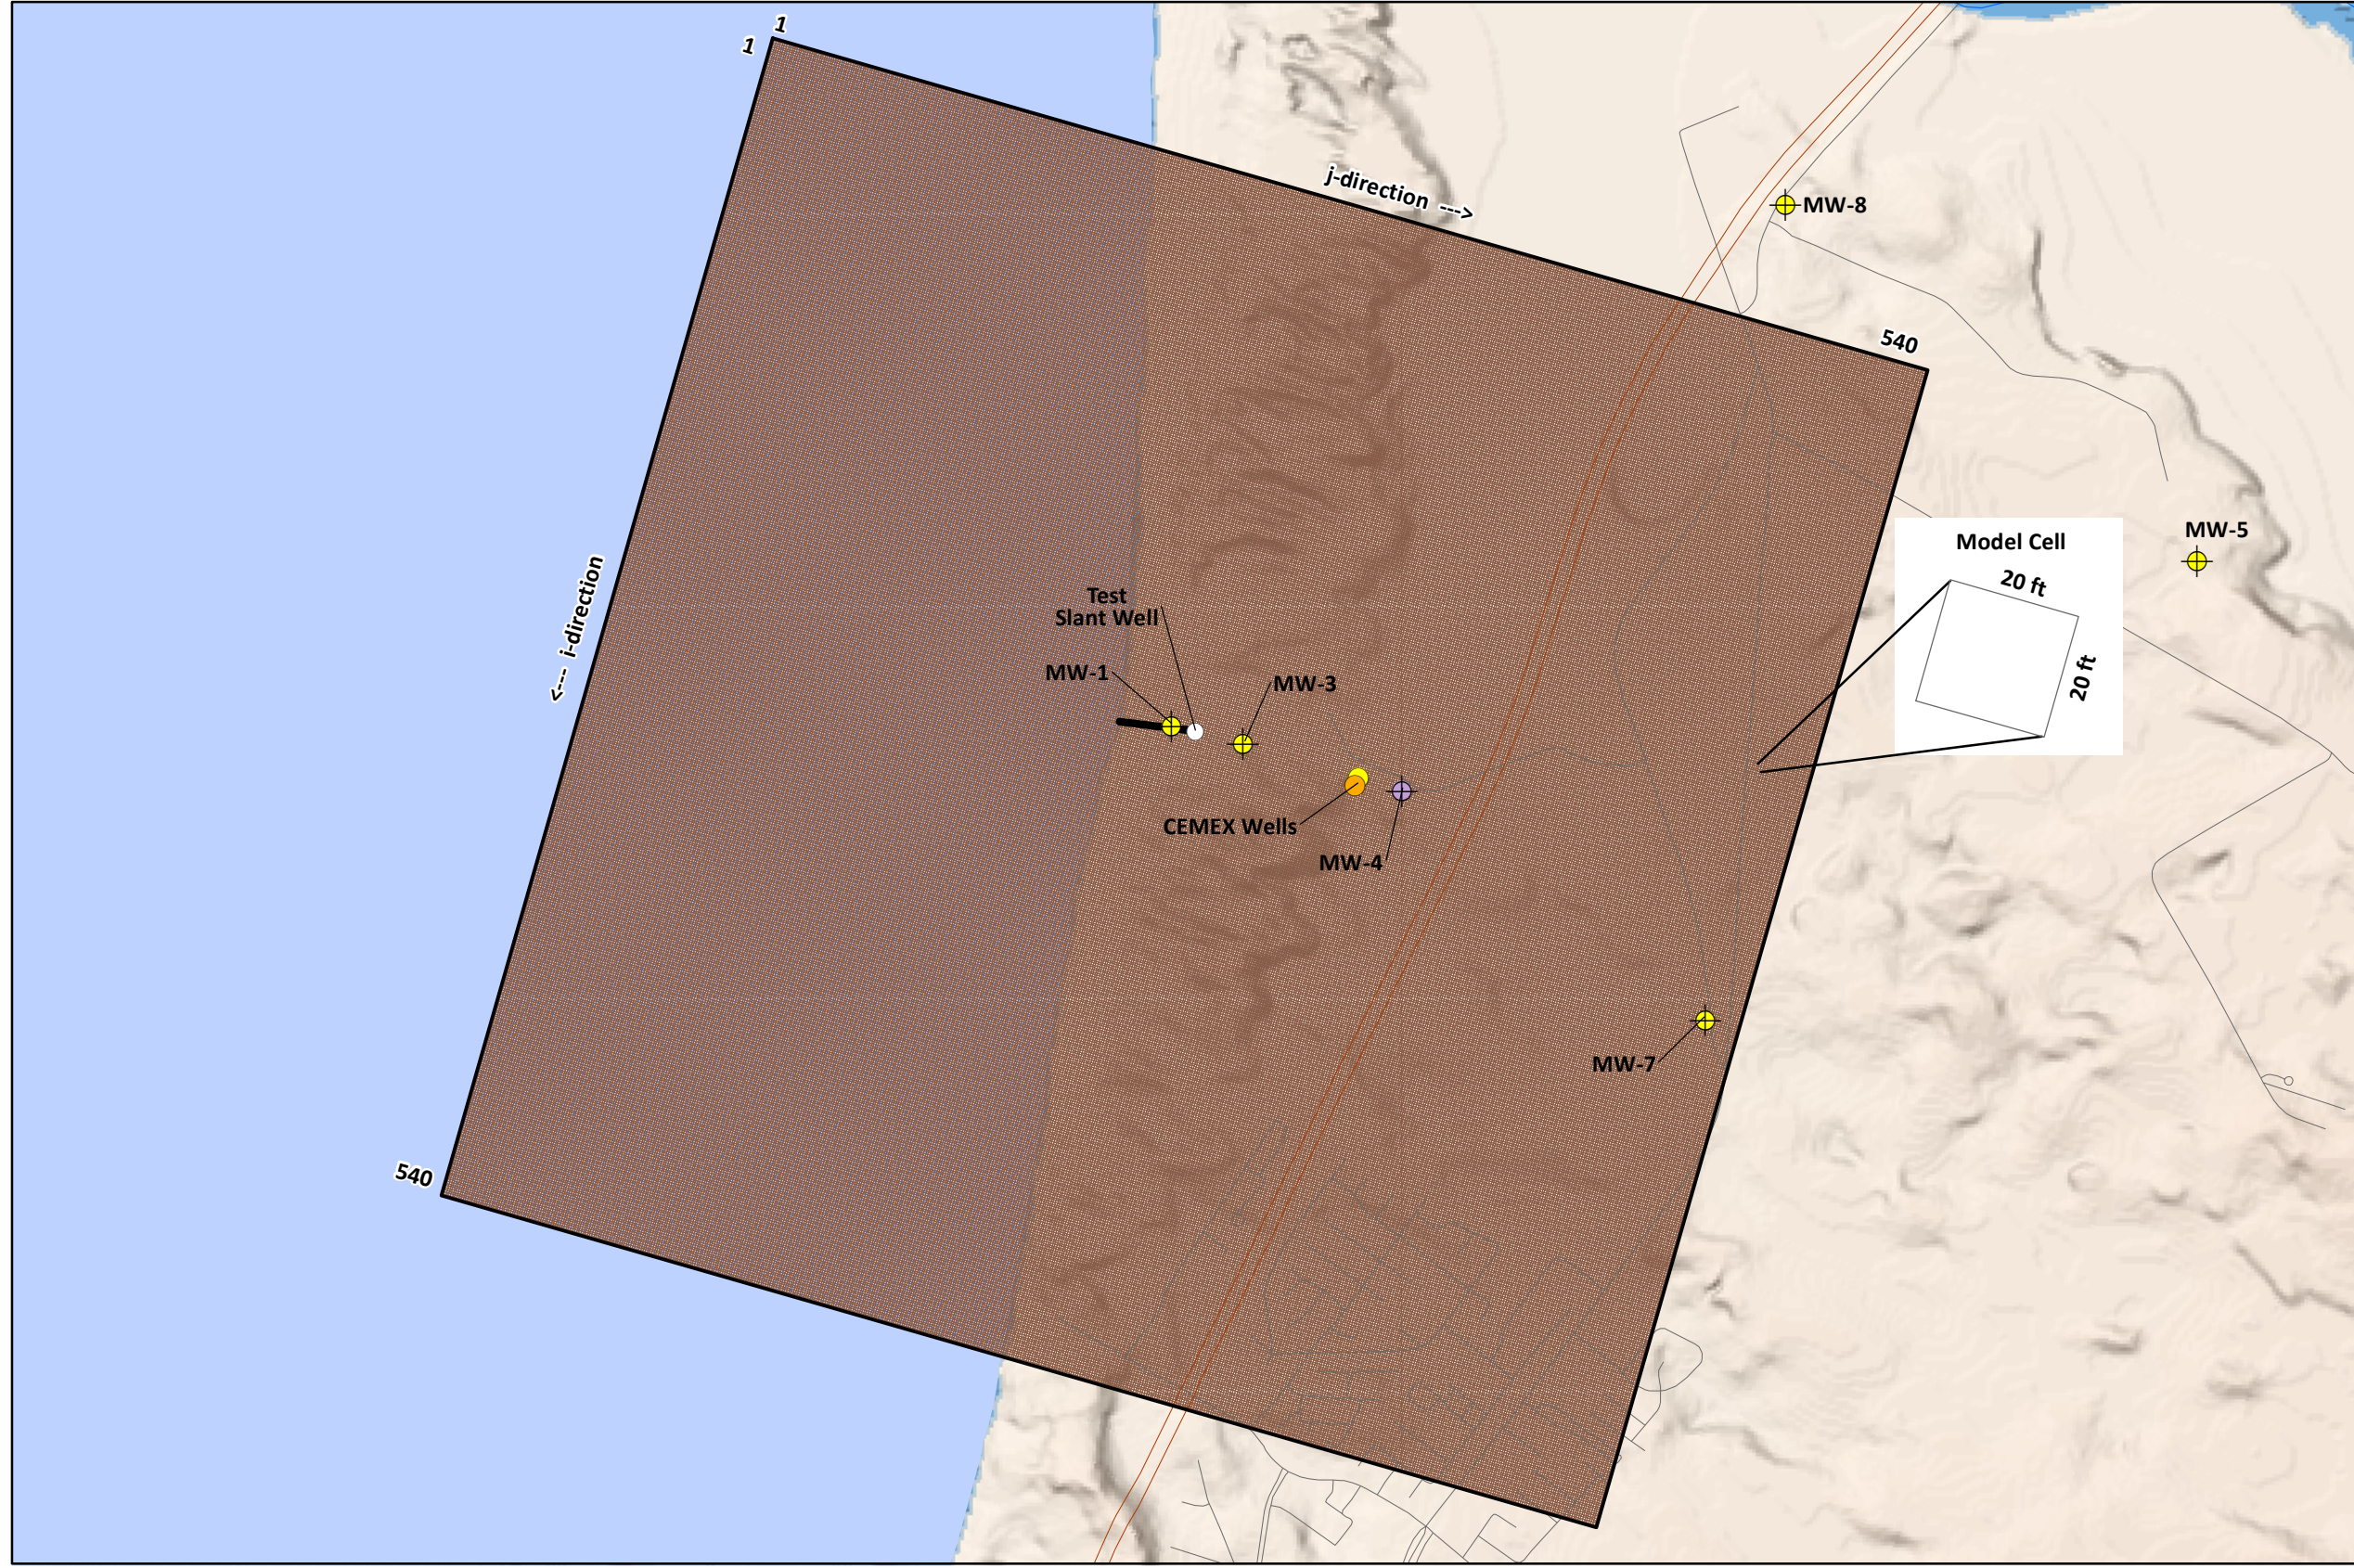 1
1
j-direction --->
MW-8
540
MW-5
Model Cell
20 ft
20 ft
<--- i-direction
Test
Slant Well
MW-1
MW-3
CEMEX Wells
MW-4
MW-7
540